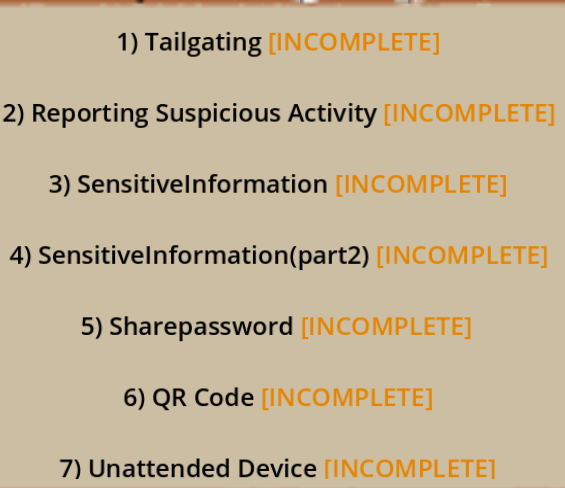 1) Tailgating [INCOMPLETE]
2) Reporting Suspicious Activity [INCOMPLETE]
3) SensitiveInformation [INCOMPLETE]
4) SensitiveInformation(part2) [INCOMPLETE]
5) Sharepassword [INCOMPLETE]
6) QR Code [INCOMPLETE]
7) Unattended Device [INCOMPLETE]